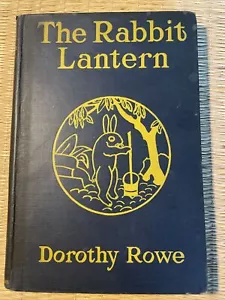 The Rabbit
Lantern
Dorothy Rowe